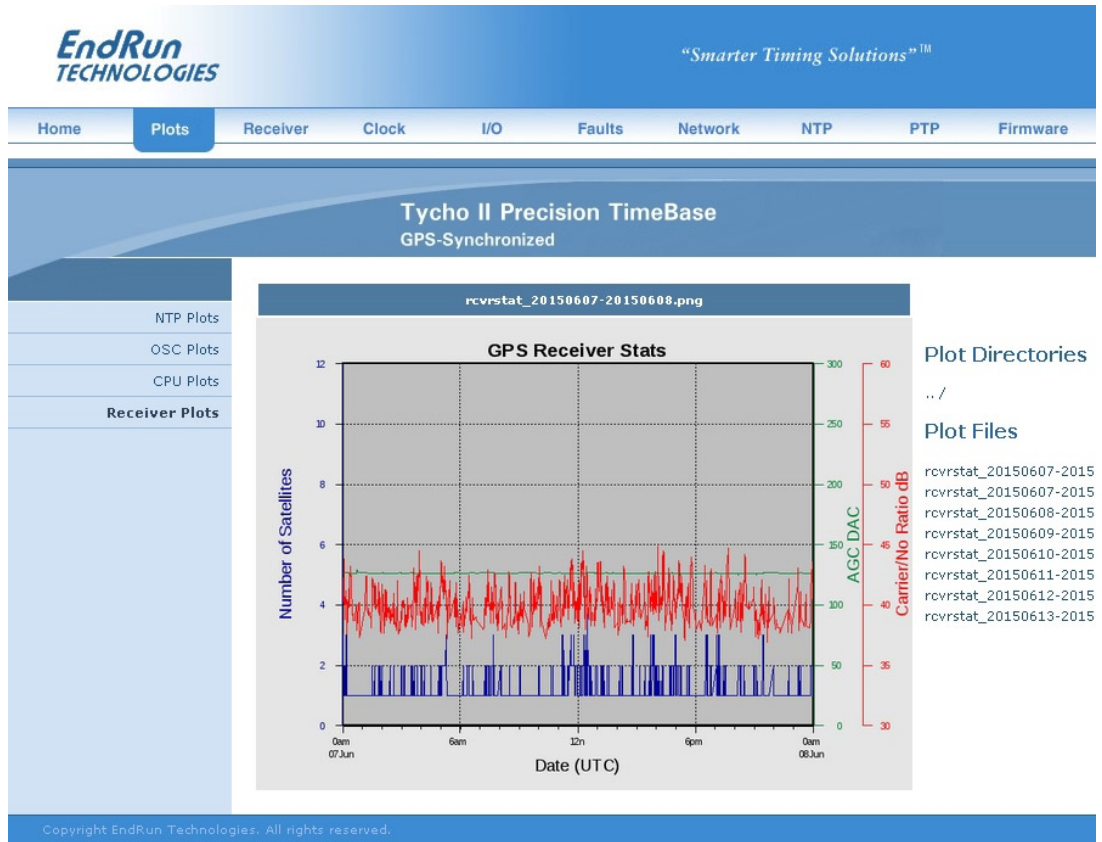 EndRun
TECHNOLOGIES
“Smarter Timing Solutions”™
Home Plots Receiver Clock I/O Faults Network NTP PTP Firmware
Tycho II Precision TimeBase
GPS-Synchronized
NTP Plots
OSC Plots
CPU Plots
Receiver Plots
rcvrstat_20150607-20150608.png
GPS Receiver Stats
12 300 60
10 250 55
8 200 50
6 150 45
4 100 40
2 50 35
0 0 30
Number of Satellites
AGC DAC
Carrier/No Ratio dB
0am 6am 12n 6pm 0am
07Jun 08Jun
Date (UTC)
Plot Directories
../
Plot Files
rcvrstat_20150607-2015
rcvrstat_20150607-2015
rcvrstat_20150608-2015
rcvrstat_20150609-2015
rcvrstat_20150610-2015
rcvrstat_20150611-2015
rcvrstat_20150612-2015
rcvrstat_20150613-2015
Copyright EndRun Technologies. All rights reserved.